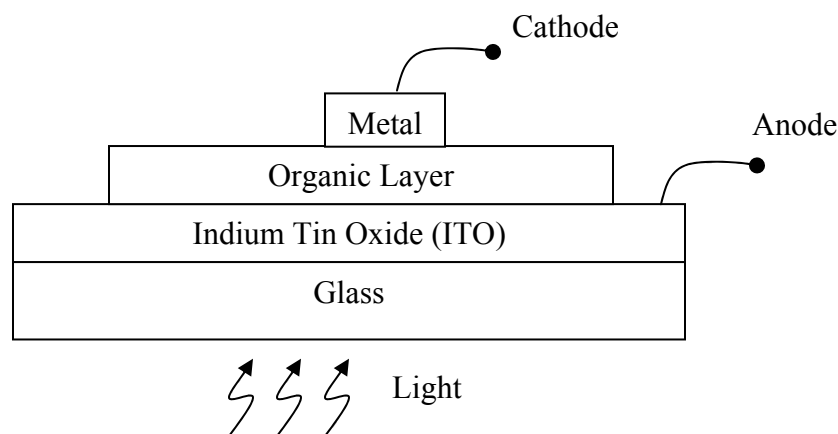 Cathode
Metal
Anode
Organic Layer
Indium Tin Oxide (ITO)
Glass
Light